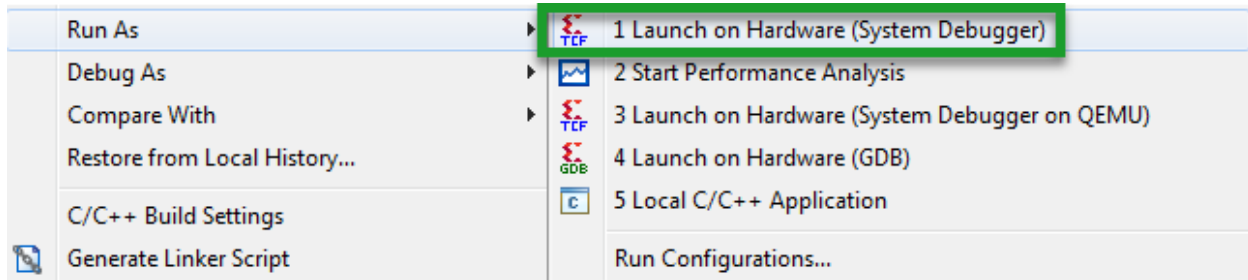 Run As
Debug As
Compare With
Restore from Local History...
C/C++ Build Settings
Generate Linker Script
TCF 1 Launch on Hardware (System Debugger)
2 Start Performance Analysis
TCF 3 Launch on Hardware (System Debugger on QEMU)
GDB 4 Launch on Hardware (GDB)
C 5 Local C/C++ Application
Run Configurations...